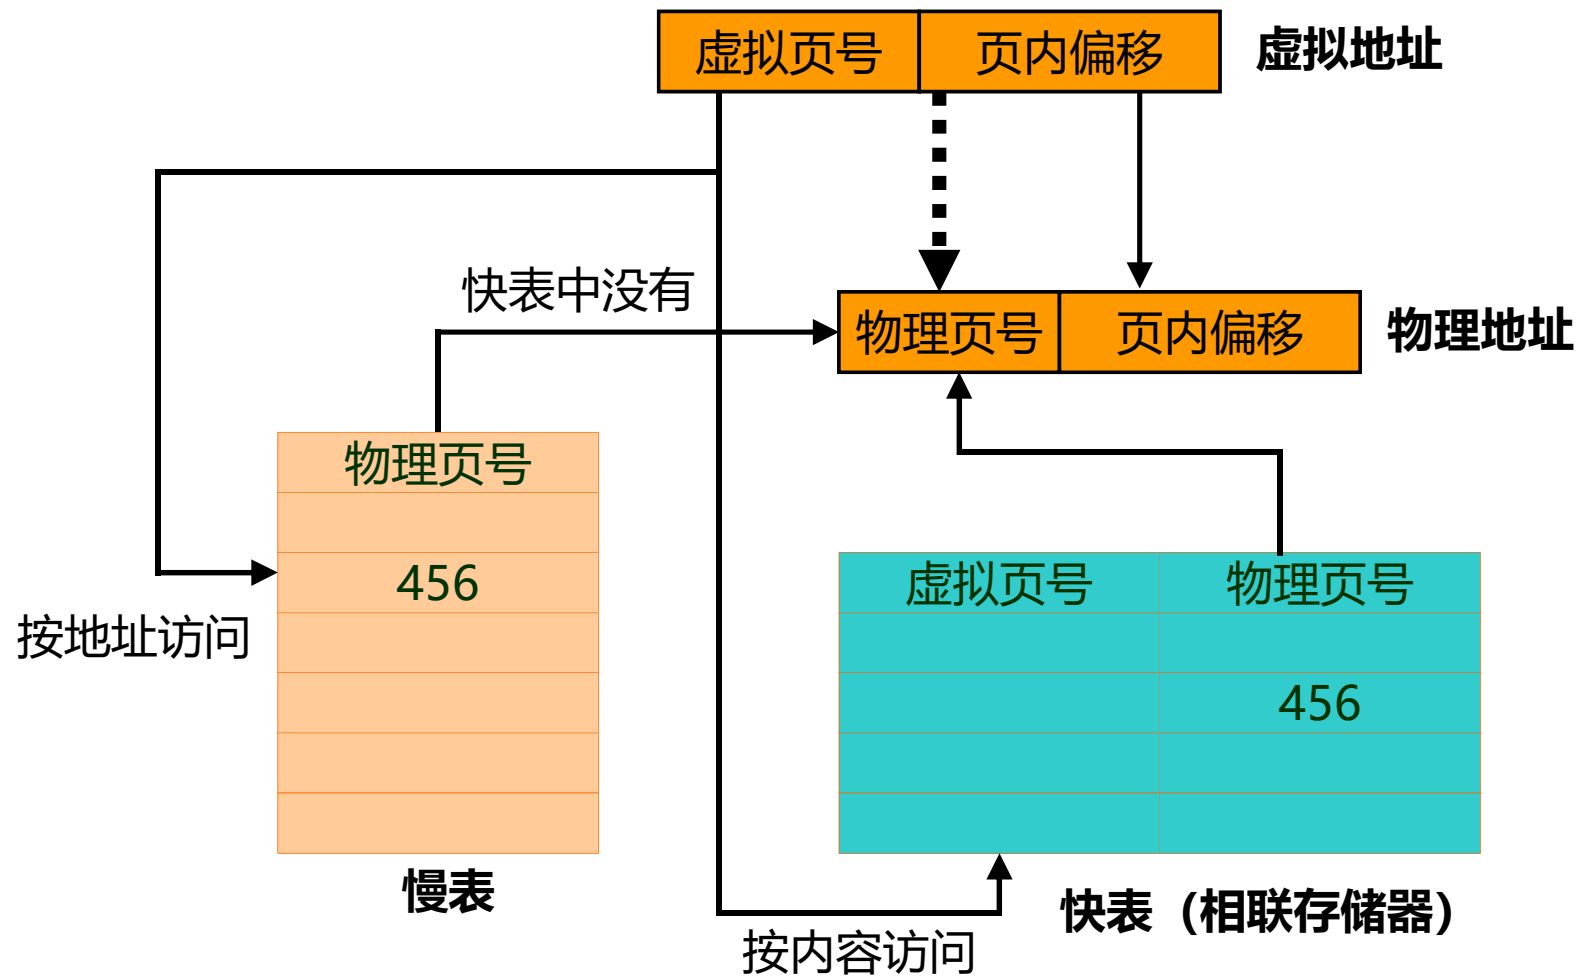 虚拟页号 页内偏移 虚拟地址
快表中没有
物理页号 页内偏移 物理地址
物理页号
456
按地址访问
慢表
虚拟页号 物理页号
456
快表（相联存储器）
按内容访问